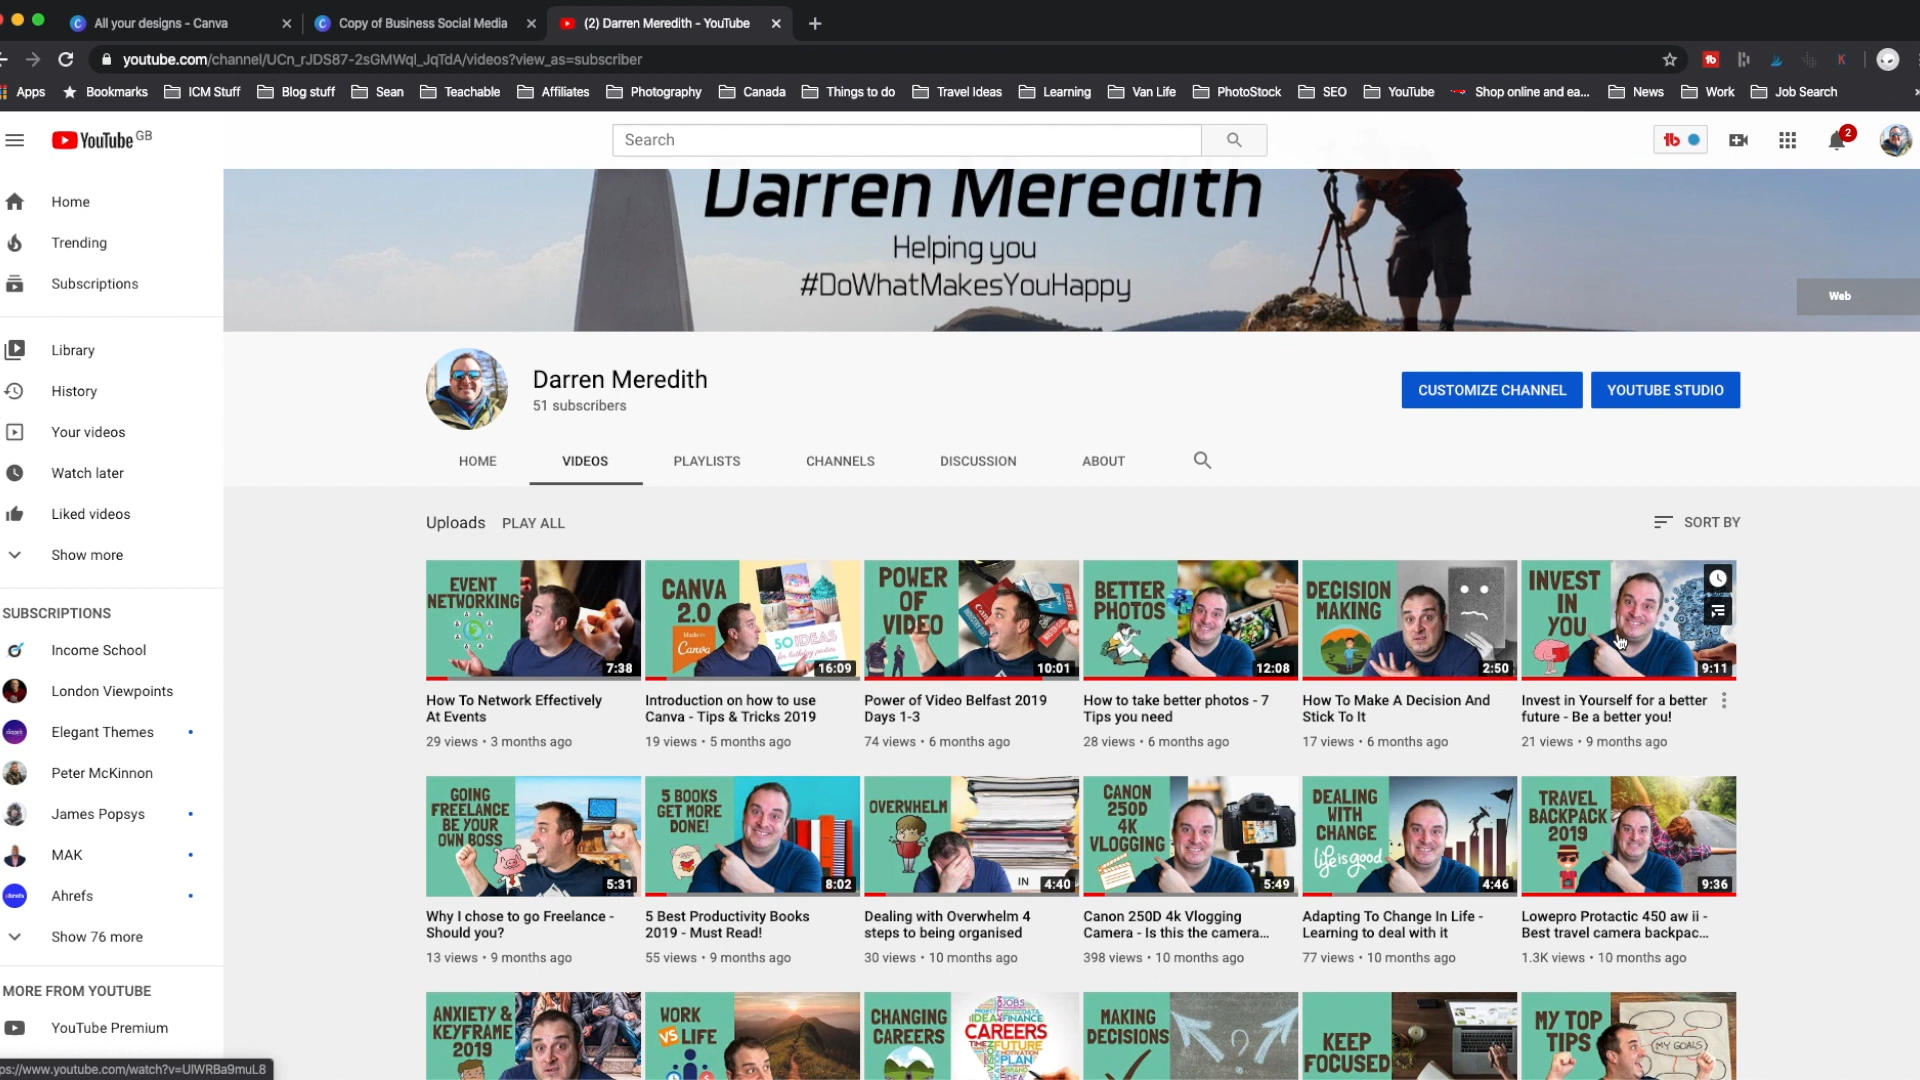 All your designs - Canva
Copy of Business Social Media
(2) Darren Meredith - YouTube
youtube.com/channel/UCn_rJDS87-2sGMWql_JqTdA/videos?view_as=subscriber
Apps
Bookmarks
ICM Stuff
Blog stuff
Sean
Teachable
Affiliates
Photography
Canada
Things to do
Travel Ideas
Learning
Van Life
PhotoStock
SEO
YouTube
Shop online and ea...
News
Work
Job Search
YouTube GB
Search
tb
2
Home
Trending
Subscriptions
Library
History
Your videos
Watch later
Liked videos
Show more
SUBSCRIPTIONS
Income School
London Viewpoints
Elegant Themes
Peter McKinnon
James Popsys
MAK
Ahrefs
Show 76 more
MORE FROM YOUTUBE
YouTube Premium
ps://www.youtube.com/watch?v=UlWRBa9muL8
Darren Meredith
Helping you
#DoWhatMakesYouHappy
Web
Darren Meredith
51 subscribers
CUSTOMIZE CHANNEL
YOUTUBE STUDIO
HOME
VIDEOS
PLAYLISTS
CHANNELS
DISCUSSION
ABOUT
Uploads
PLAY ALL
SORT BY
EVENT
NETWORKING
7:38
How To Network Effectively
At Events
29 views • 3 months ago
CANVA
2.0
Made in
Canva
50 IDEAS
16:09
Introduction on how to use
Canva - Tips & Tricks 2019
19 views • 5 months ago
POWER
OF
VIDEO
10:01
Power of Video Belfast 2019
Days 1-3
74 views • 6 months ago
BETTER
PHOTOS
12:08
How to take better photos - 7
Tips you need
28 views • 6 months ago
DECISION
MAKING
2:50
How To Make A Decision And
Stick To It
17 views • 6 months ago
INVEST
IN
YOU
9:11
Invest in Yourself for a better
future - Be a better you!
21 views • 9 months ago
GOING
FREELANCE
BE YOUR
OWN BOSS
5:31
Why I chose to go Freelance -
Should you?
13 views • 9 months ago
5 BOOKS
GET MORE
DONE!
8:02
5 Best Productivity Books
2019 - Must Read!
55 views • 9 months ago
OVERWHELM
IN
4:40
Dealing with Overwhelm 4
steps to being organised
30 views • 10 months ago
CANON
250D
4K
VLOGGING
5:49
Canon 250D 4k Vlogging
Camera - Is this the camera...
398 views • 10 months ago
DEALING
WITH
CHANGE
life is good
4:46
Adapting To Change In Life -
Learning to deal with it
77 views • 10 months ago
TRAVEL
BACKPACK
2019
9:36
Lowepro Protactic 450 aw ii -
Best travel camera backpac...
1.3K views • 10 months ago
ANXIETY &
KEYFRAME
2019
WORK
VS LIFE
CHANGING
CAREERS
JOBS
IDEA FINANCE
CAREERS
FUTURE
PLAN
IDEA
MAKING
DECISIONS
?
KEEP
FOCUSED
MY TOP
TIPS
MY GOALS